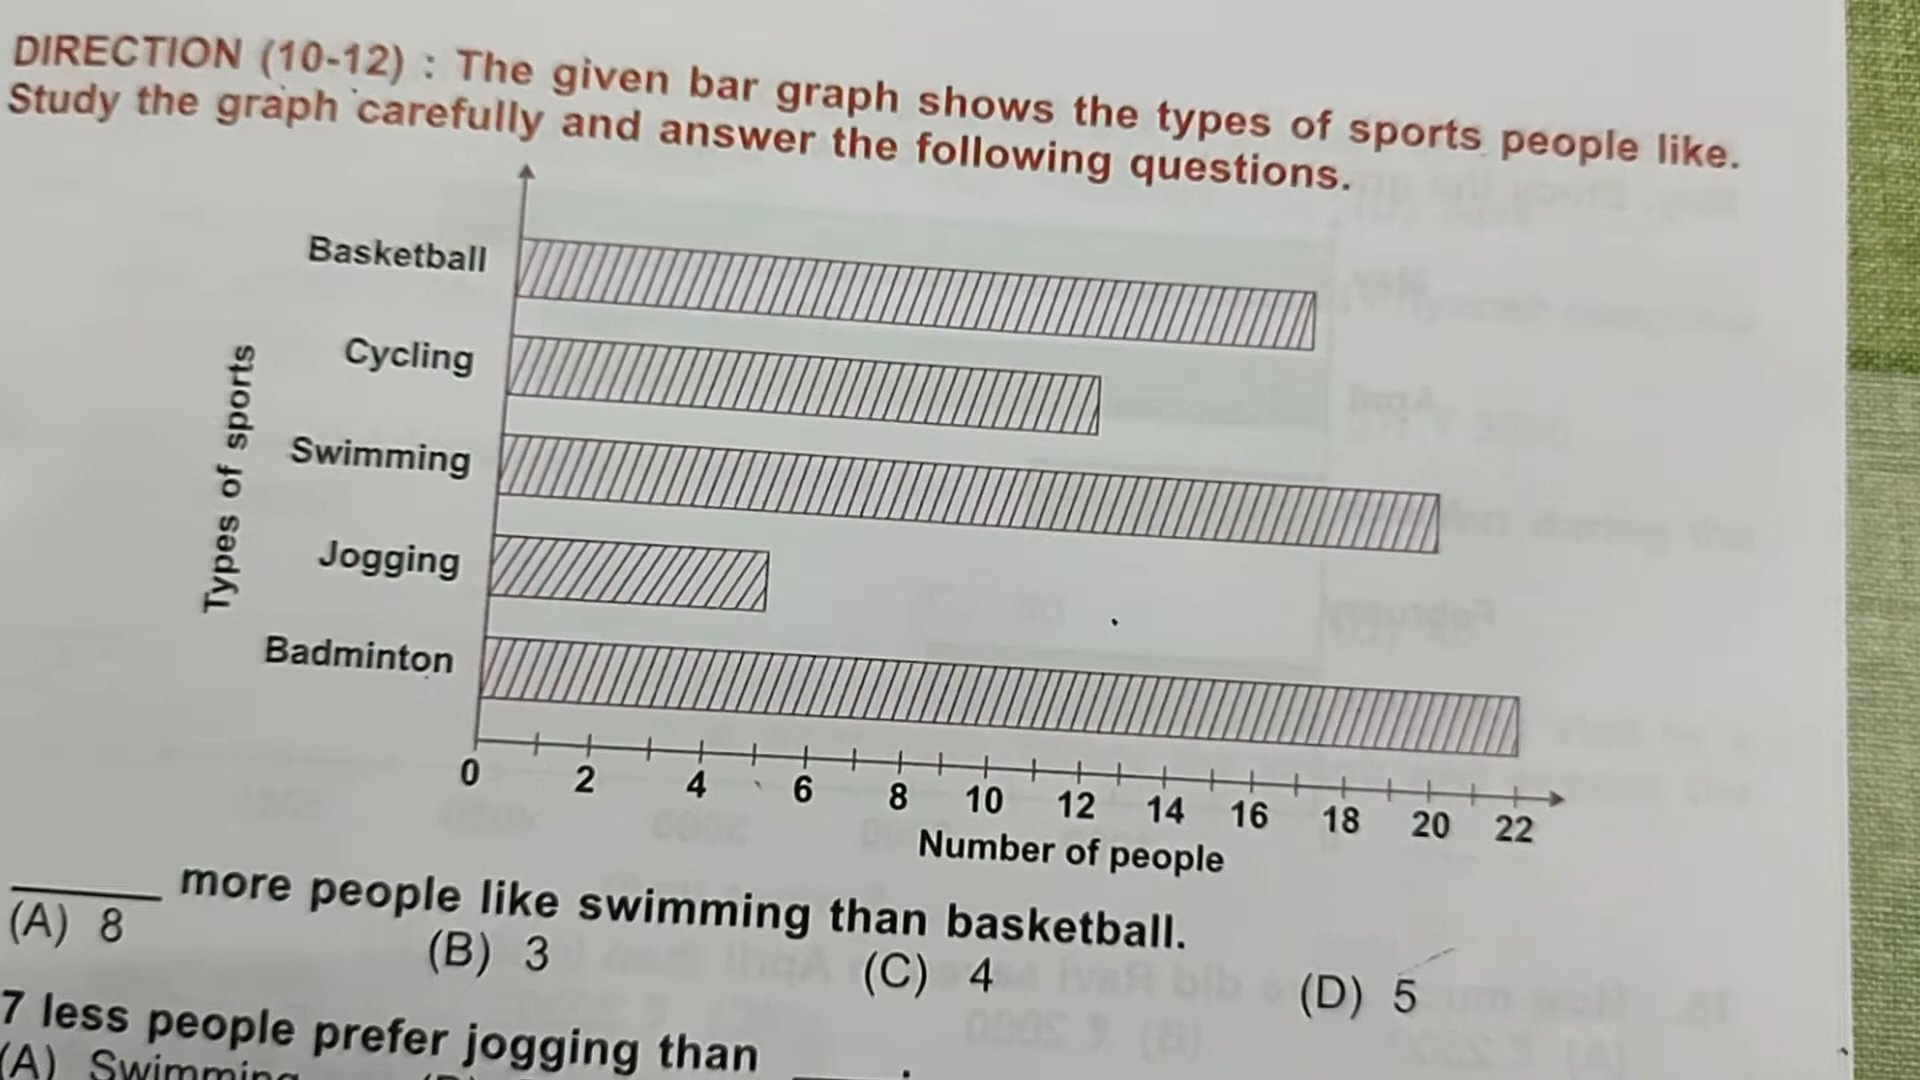 DIRECTION (10-12) : The given bar graph shows the types of sports people like.
Study the graph carefully and answer the following questions.
Basketball
Cycling
Swimming
Jogging
Badminton
Types of sports
0 2 4 6 8 10 12 14 16 18 20 22
Number of people
_____ more people like swimming than basketball.
(A) 8 (B) 3 (C) 4 (D) 5
7 less people prefer jogging than _____.
(A) Swimming